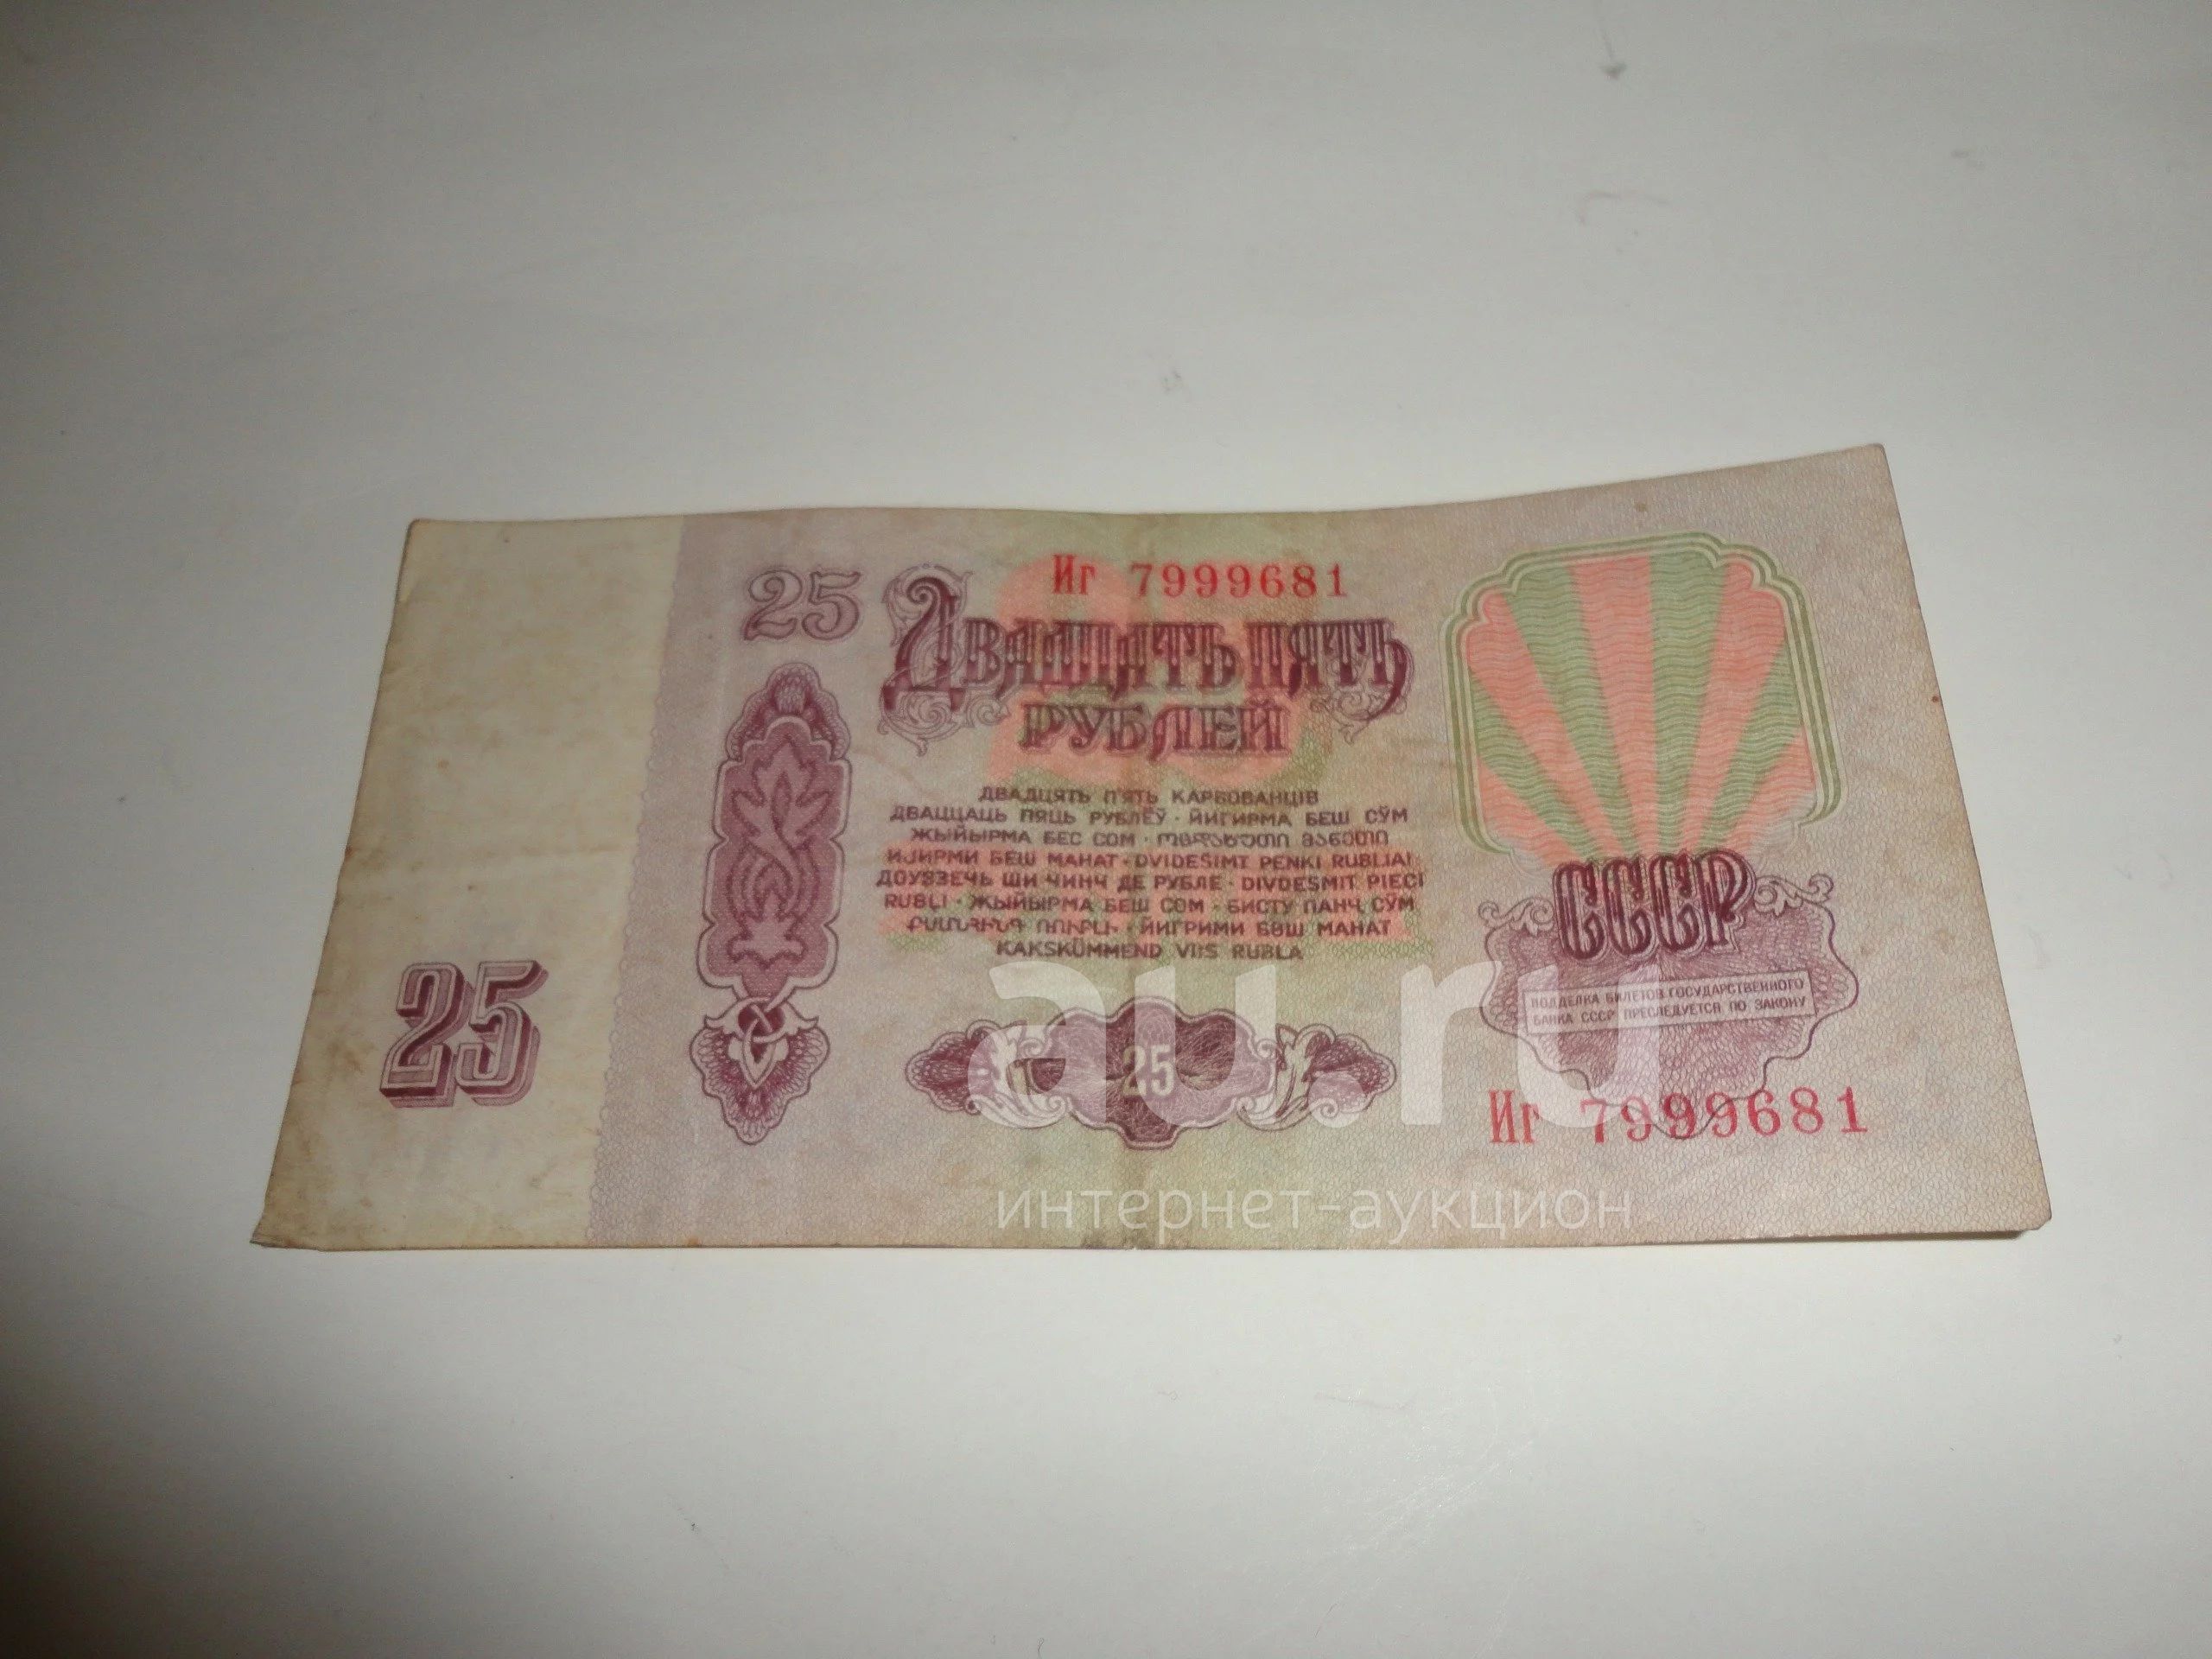 Иг 7999681
25
Двадцать пять
рублей
ДВАДЦЯТЬ П'ЯТЬ КАРБОВАНЦІВ
ДВАЦЦАЦЬ ПЯЦЬ РУБЛЁЎ · ЙИГИРМА БЕШ СЎМ
ЖЫЙЫРМА БЕС СОМ · ოცდახუთი მანეთი
ИЈИРМИ БЕШ МАНАТ · DVIDEŠIMT PENKI RUBLIAI
ДОУЭЗЕЧЬ ШИ ЧИНЧ ДЕ РУБЛЕ · DIVDESMIT PIECI
RUBĻI · ЖЫЙЫРМА БЕШ СОМ · БИСТУ ПАНҶ СӮМ
ՔՍԱՆՀԻՆԳ ՌՈՒԲԼԻ · ЙИГРИМИ БӘШ МАНАТ
KAKSKÜMMEND VIIS RUBLA
СССР
ПОДДЕЛКА БИЛЕТОВ ГОСУДАРСТВЕННОГО
БАНКА СССР ПРЕСЛЕДУЕТСЯ ПО ЗАКОНУ
25
25
Иг 7999681
au.ru
интернет-аукцион